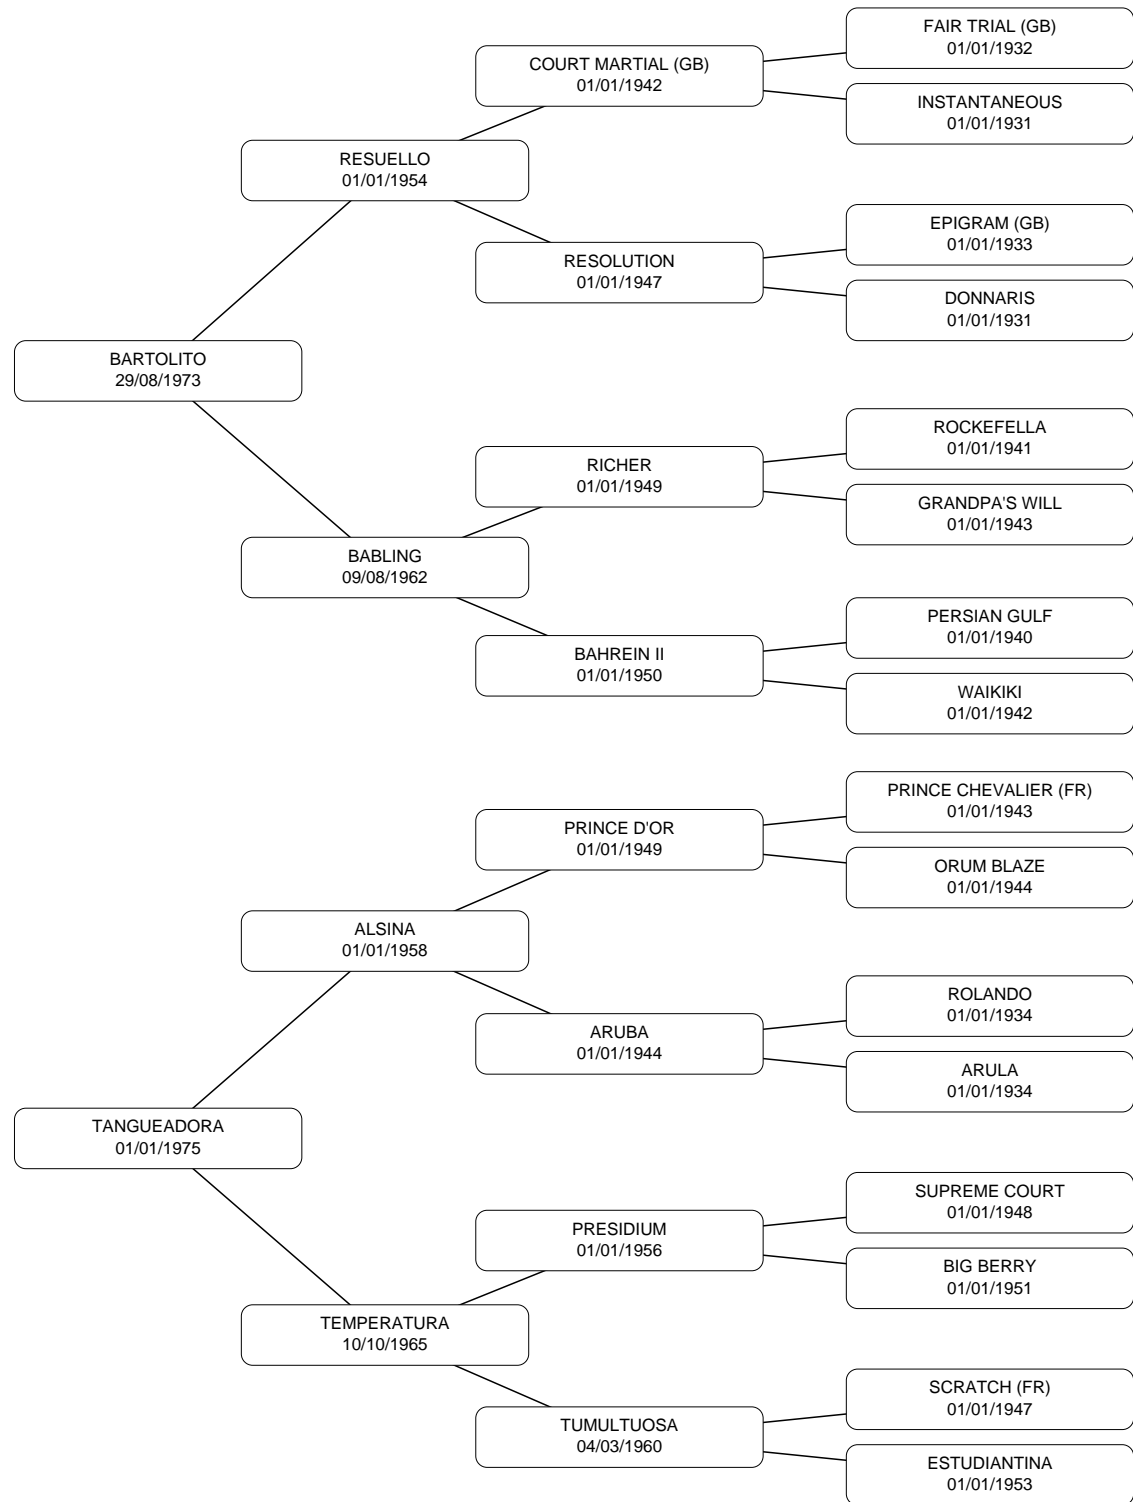 FAIR TRIAL (GB)
01/01/1932
COURT MARTIAL (GB)
01/01/1942
INSTANTANEOUS
01/01/1931
RESUELLO
01/01/1954
EPIGRAM (GB)
01/01/1933
RESOLUTION
01/01/1947
DONNARIS
01/01/1931
BARTOLITO
29/08/1973
ROCKEFELLA
01/01/1941
RICHER
01/01/1949
GRANDPA'S WILL
01/01/1943
BABLING
09/08/1962
PERSIAN GULF
01/01/1940
BAHREIN II
01/01/1950
WAIKIKI
01/01/1942
PRINCE CHEVALIER (FR)
01/01/1943
PRINCE D'OR
01/01/1949
ORUM BLAZE
01/01/1944
ALSINA
01/01/1958
ROLANDO
01/01/1934
ARUBA
01/01/1944
ARULA
01/01/1934
TANGUEADORA
01/01/1975
SUPREME COURT
01/01/1948
PRESIDIUM
01/01/1956
BIG BERRY
01/01/1951
TEMPERATURA
10/10/1965
SCRATCH (FR)
01/01/1947
TUMULTUOSA
04/03/1960
ESTUDIANTINA
01/01/1953